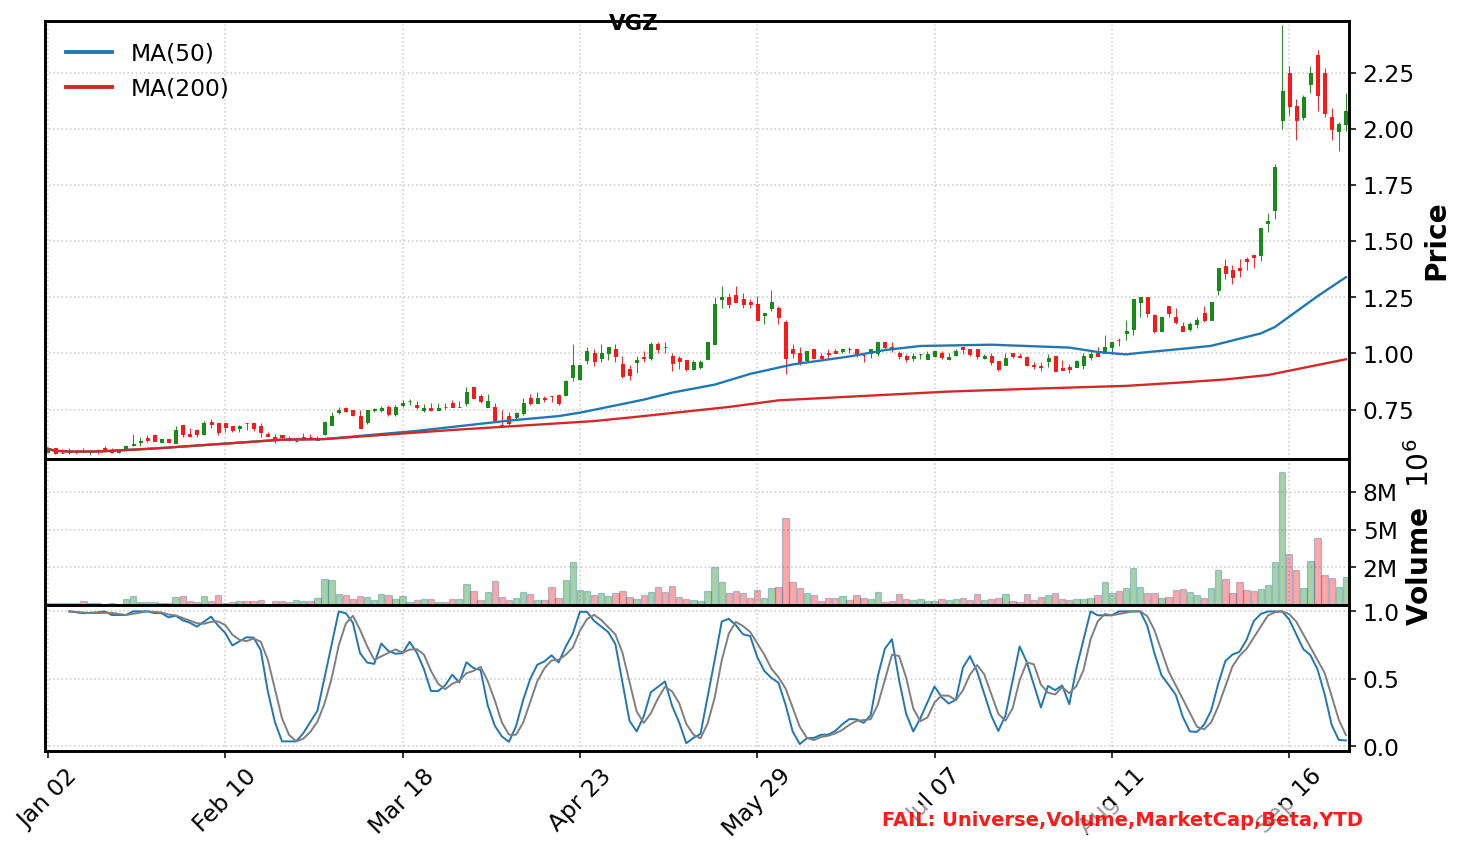 VGZ
MA(50)
MA(200)
2.25
2.00
1.75
1.50
1.25
1.00
0.75
Price
8M
5M
2M
Volume 10^6
1.0
0.5
0.0
Jan 02
Feb 10
Mar 18
Apr 23
May 29
Jul 07
Aug 11
Sep 16
FAIL: Universe,Volume,MarketCap,Beta,YTD